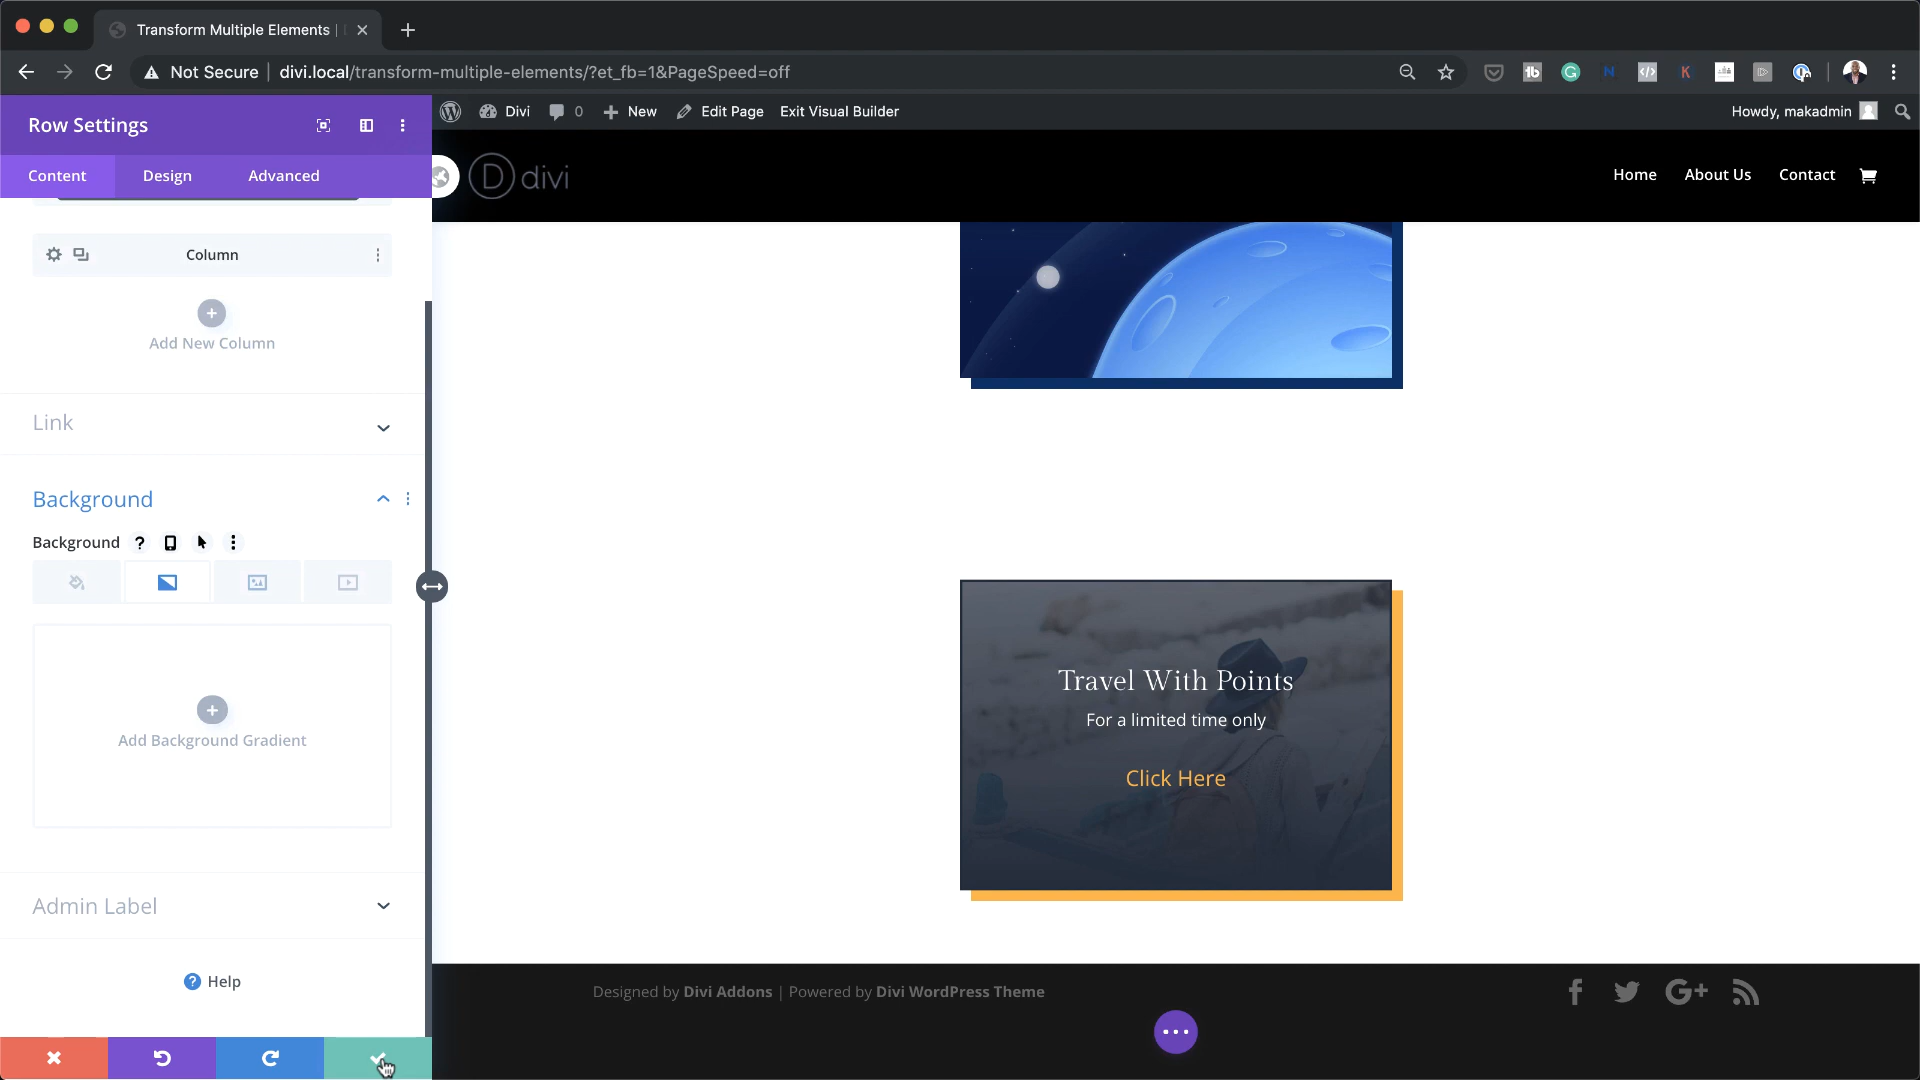 Transform Multiple Elements |
Not Secure | divi.local/transform-multiple-elements/?et_fb=1&PageSpeed=off
Divi 0 New Edit Page Exit Visual Builder
Howdy, makadmin
Row Settings
Content Design Advanced
Column
Add New Column
Link
Background
Background ?
Add Background Gradient
Admin Label
? Help
D divi
Home About Us Contact
Travel With Points
For a limited time only
Click Here
Designed by Divi Addons | Powered by Divi WordPress Theme